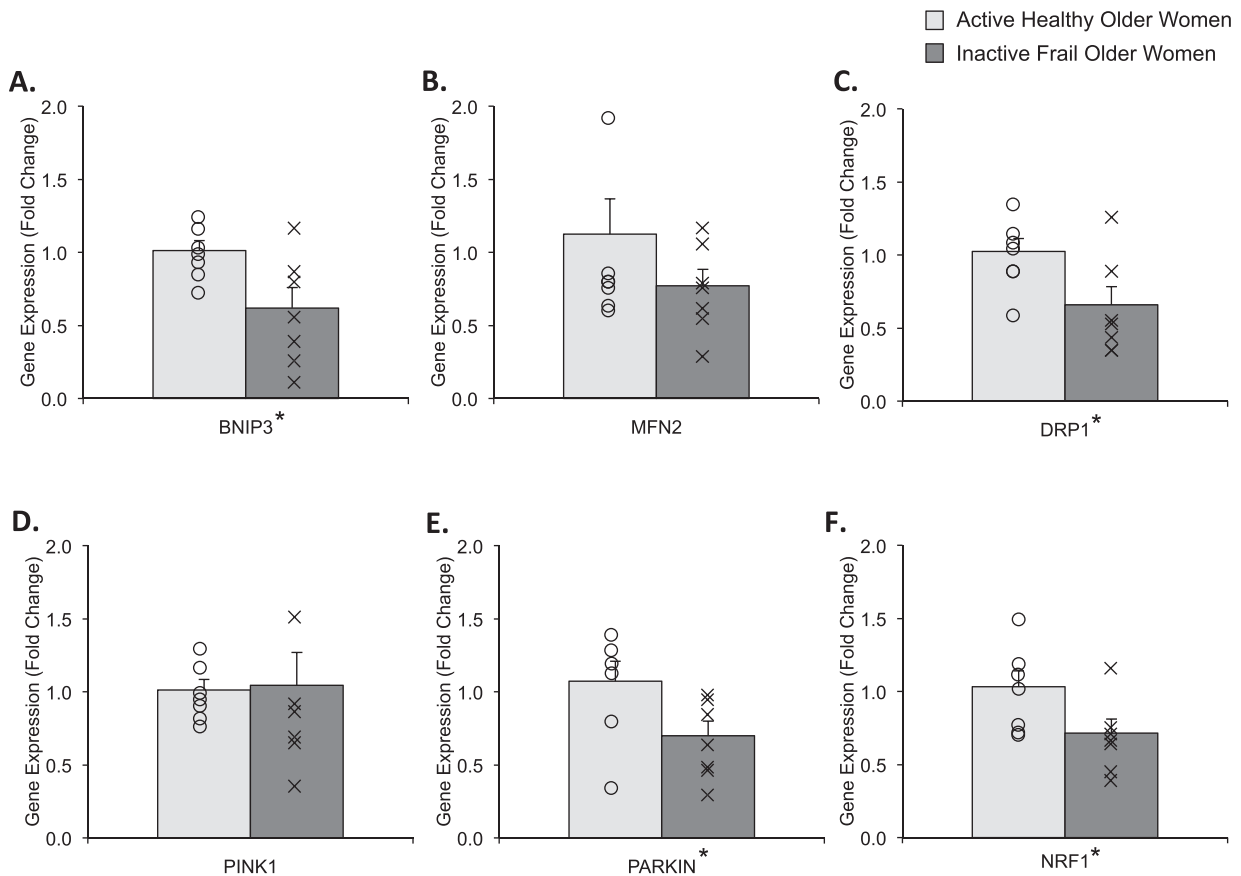 Active Healthy Older Women
Inactive Frail Older Women
A.
Gene Expression (Fold Change)
2.0
1.5
1.0
0.5
0.0
BNIP3*
B.
Gene Expression (Fold Change)
2.0
1.5
1.0
0.5
0.0
MFN2
C.
Gene Expression (Fold Change)
2.0
1.5
1.0
0.5
0.0
DRP1*
D.
Gene Expression (Fold Change)
2.0
1.5
1.0
0.5
0.0
PINK1
E.
Gene Expression (Fold Change)
2.0
1.5
1.0
0.5
0.0
PARKIN*
F.
Gene Expression (Fold Change)
2.0
1.5
1.0
0.5
0.0
NRF1*